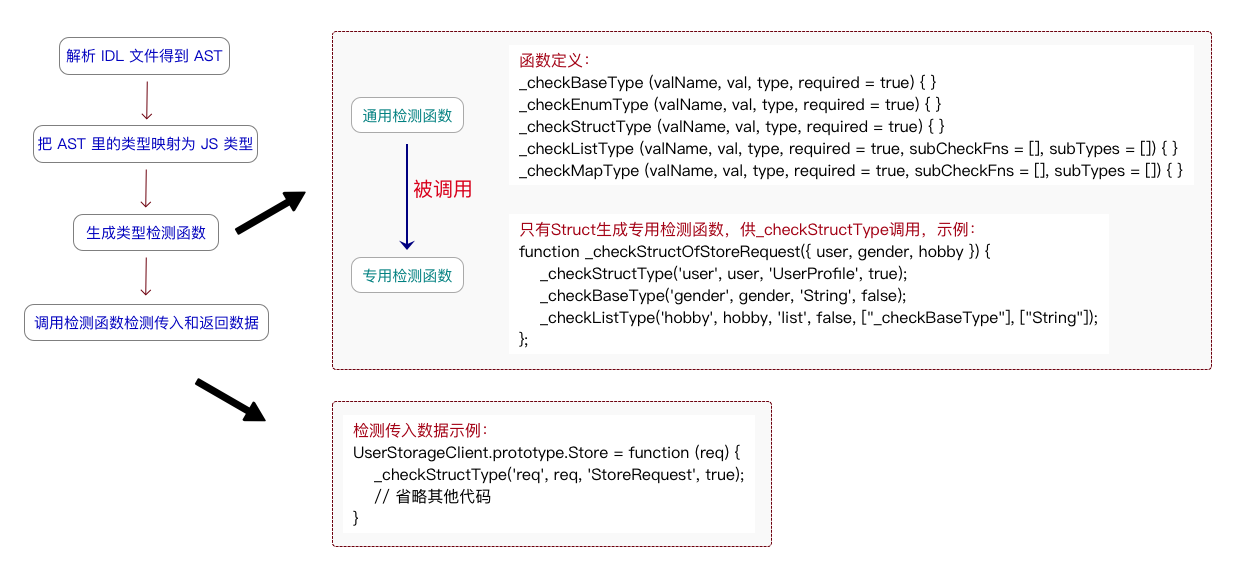 解析 IDL 文件得到 AST
把 AST 里的类型映射为 JS 类型
生成类型检测函数
调用检测函数检测传入和返回数据
通用检测函数
被调用
专用检测函数
函数定义：
_checkBaseType (valName, val, type, required = true) { }
_checkEnumType (valName, val, type, required = true) { }
_checkStructType (valName, val, type, required = true) { }
_checkListType (valName, val, type, required = true, subCheckFns = [], subTypes = []) { }
_checkMapType (valName, val, type, required = true, subCheckFns = [], subTypes = []) { }
只有Struct生成专用检测函数，供_checkStructType调用，示例：
function _checkStructOfStoreRequest({ user, gender, hobby }) {
_checkStructType('user', user, 'UserProfile', true);
_checkBaseType('gender', gender, 'String', false);
_checkListType('hobby', hobby, 'list', false, ["_checkBaseType"], ["String"]);
};
检测传入数据示例：
UserStorageClient.prototype.Store = function (req) {
_checkStructType('req', req, 'StoreRequest', true);
// 省略其他代码
}